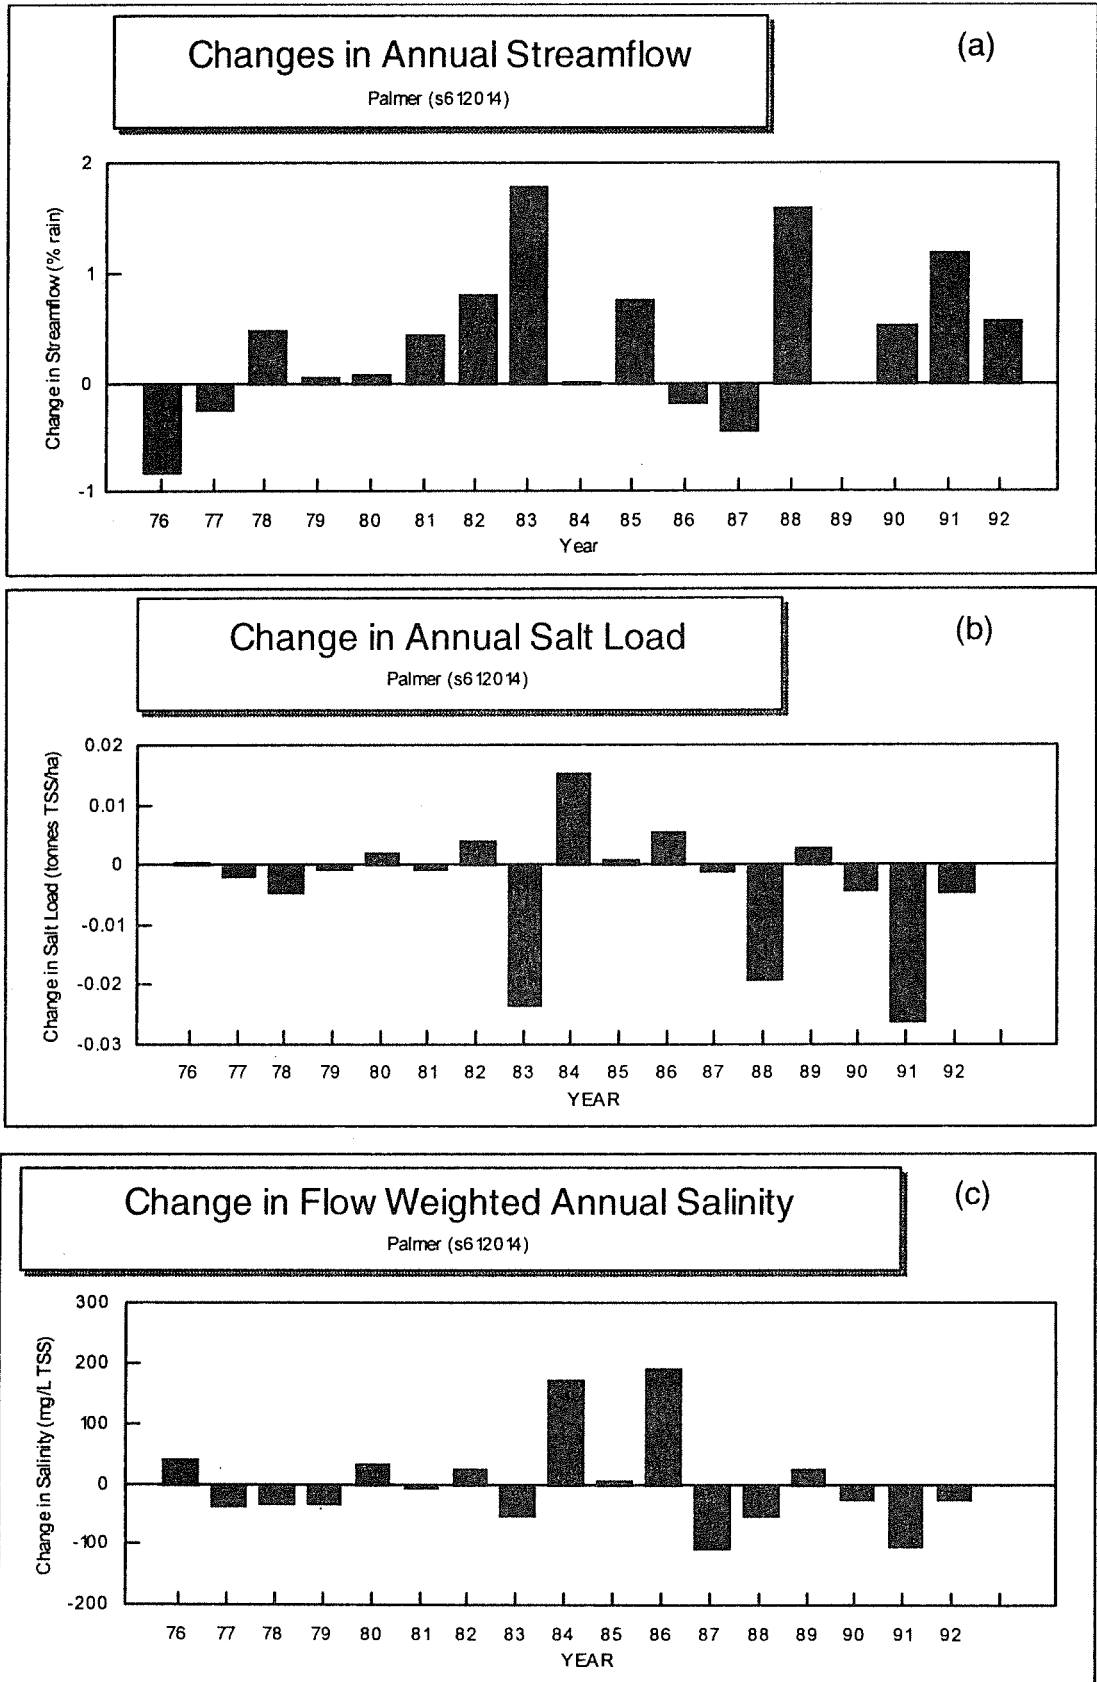 Changes in Annual Streamflow
(a)
Palmer (s612014)
Change in Streamflow (% rain)
2
1
0
-1
76 77 78 79 80 81 82 83 84 85 86 87 88 89 90 91 92
Year
Change in Annual Salt Load
(b)
Palmer (s612014)
Change in Salt Load (tonnes TSS/ha)
0.02
0.01
0
-0.01
-0.02
-0.03
76 77 78 79 80 81 82 83 84 85 86 87 88 89 90 91 92
YEAR
Change in Flow Weighted Annual Salinity
(c)
Palmer (s612014)
Change in Salinity (mg/L TSS)
300
200
100
0
-100
-200
76 77 78 79 80 81 82 83 84 85 86 87 88 89 90 91 92
YEAR